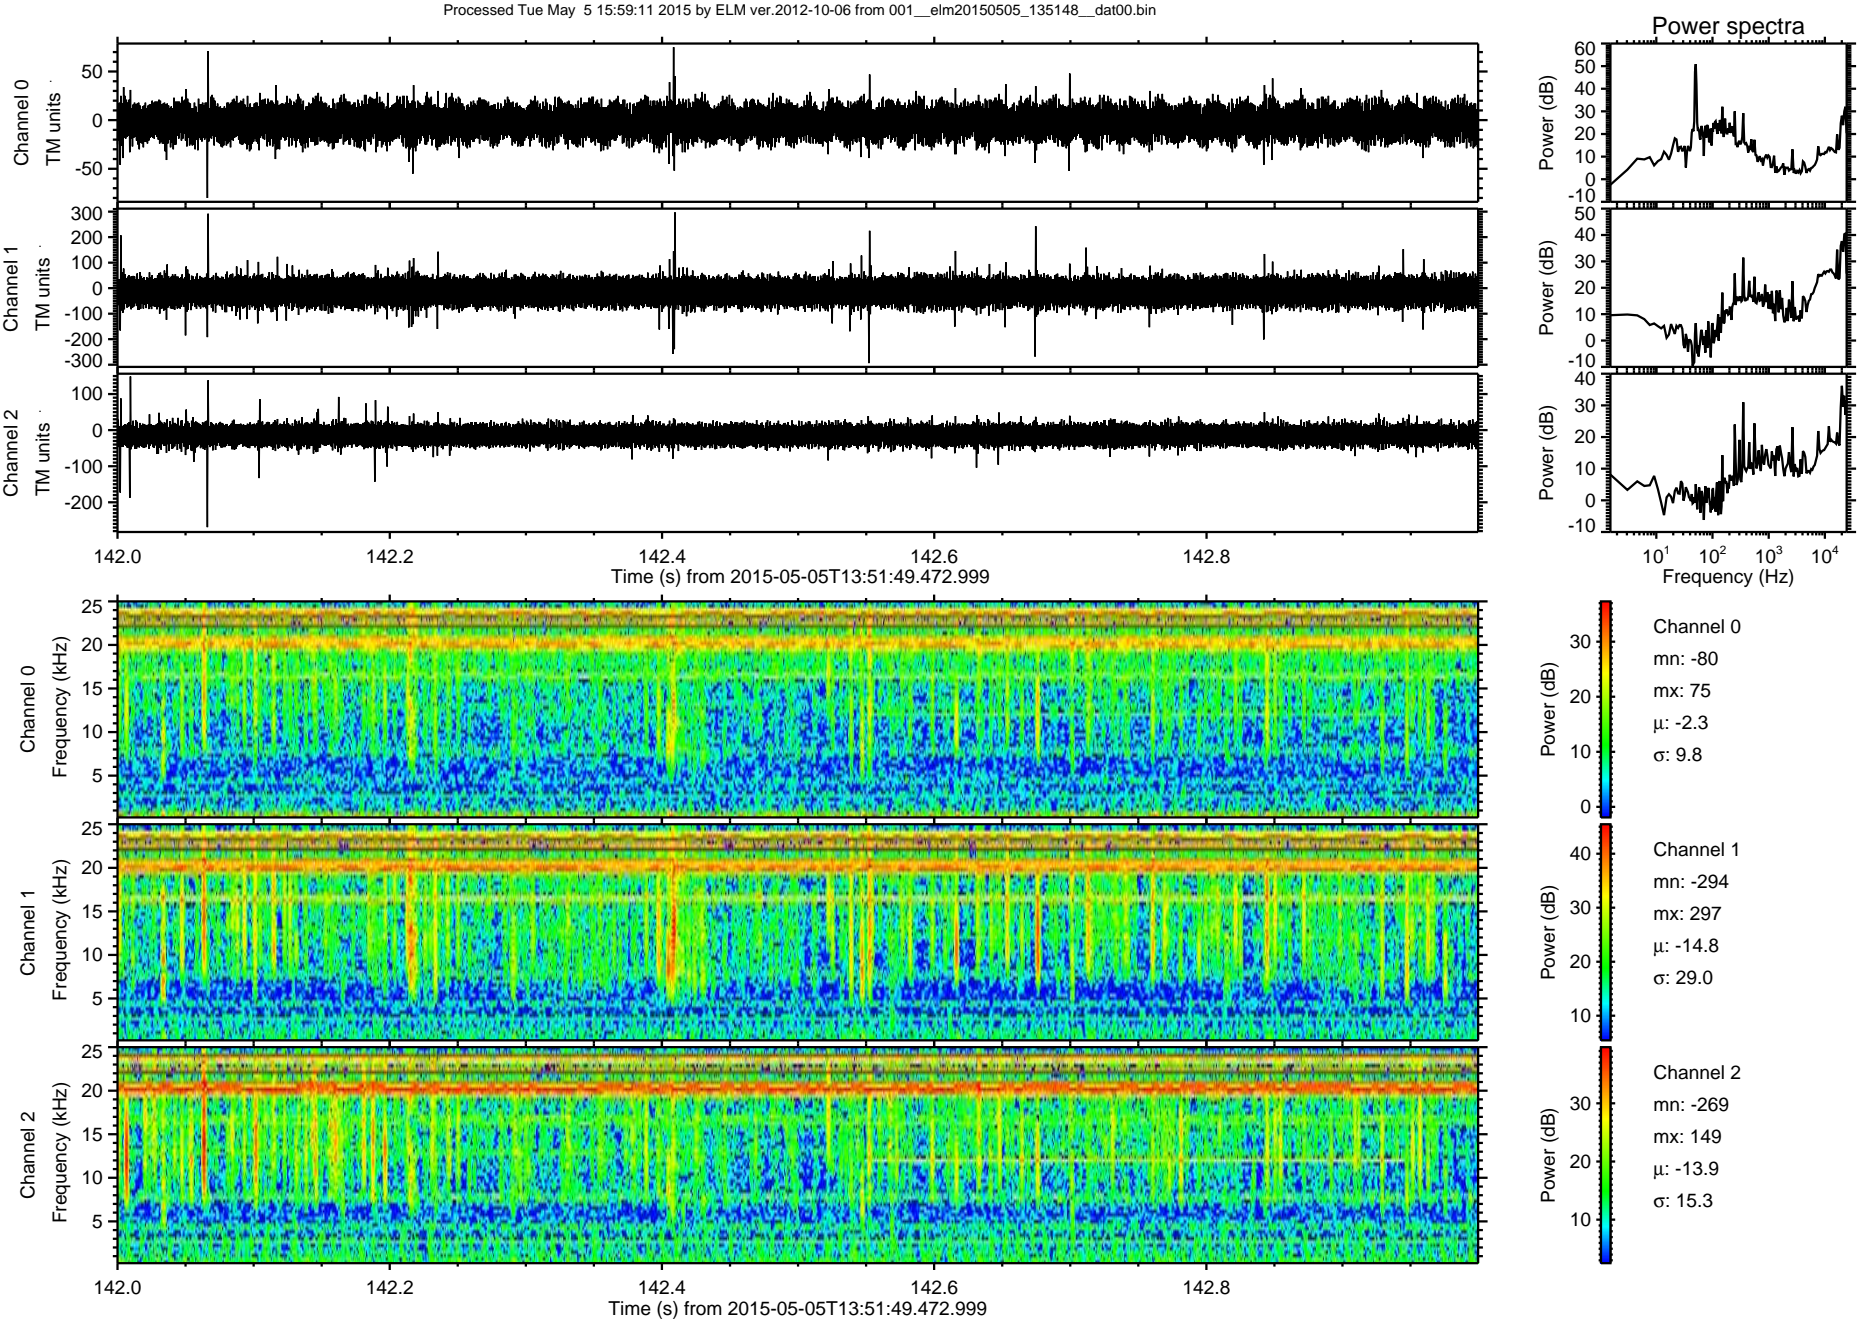 Processed Tue May  5 15:59:11 2015 by ELM ver.2012-10-06 from 001__elm20150505_135148__dat00.bin
Power spectra
Channel 0
TM units
50
0
-50
Power (dB)
60
50
40
30
20
10
0
-10
Channel 1
TM units
300
200
100
0
-100
-200
-300
Power (dB)
50
40
30
20
10
0
-10
Channel 2
TM units
100
0
-100
-200
Power (dB)
40
30
20
10
0
-10
142.0 142.2 142.4 142.6 142.8
Time (s) from 2015-05-05T13:51:49.472.999
10¹ 10² 10³ 10⁴
Frequency (Hz)
Channel 0
Frequency (kHz)
25
20
15
10
5
Power (dB)
30
20
10
0
Channel 0
mn: -80
mx: 75
μ: -2.3
σ: 9.8
Channel 1
Frequency (kHz)
25
20
15
10
5
Power (dB)
40
30
20
10
Channel 1
mn: -294
mx: 297
μ: -14.8
σ: 29.0
Channel 2
Frequency (kHz)
25
20
15
10
5
Power (dB)
30
20
10
Channel 2
mn: -269
mx: 149
μ: -13.9
σ: 15.3
142.0 142.2 142.4 142.6 142.8
Time (s) from 2015-05-05T13:51:49.472.999